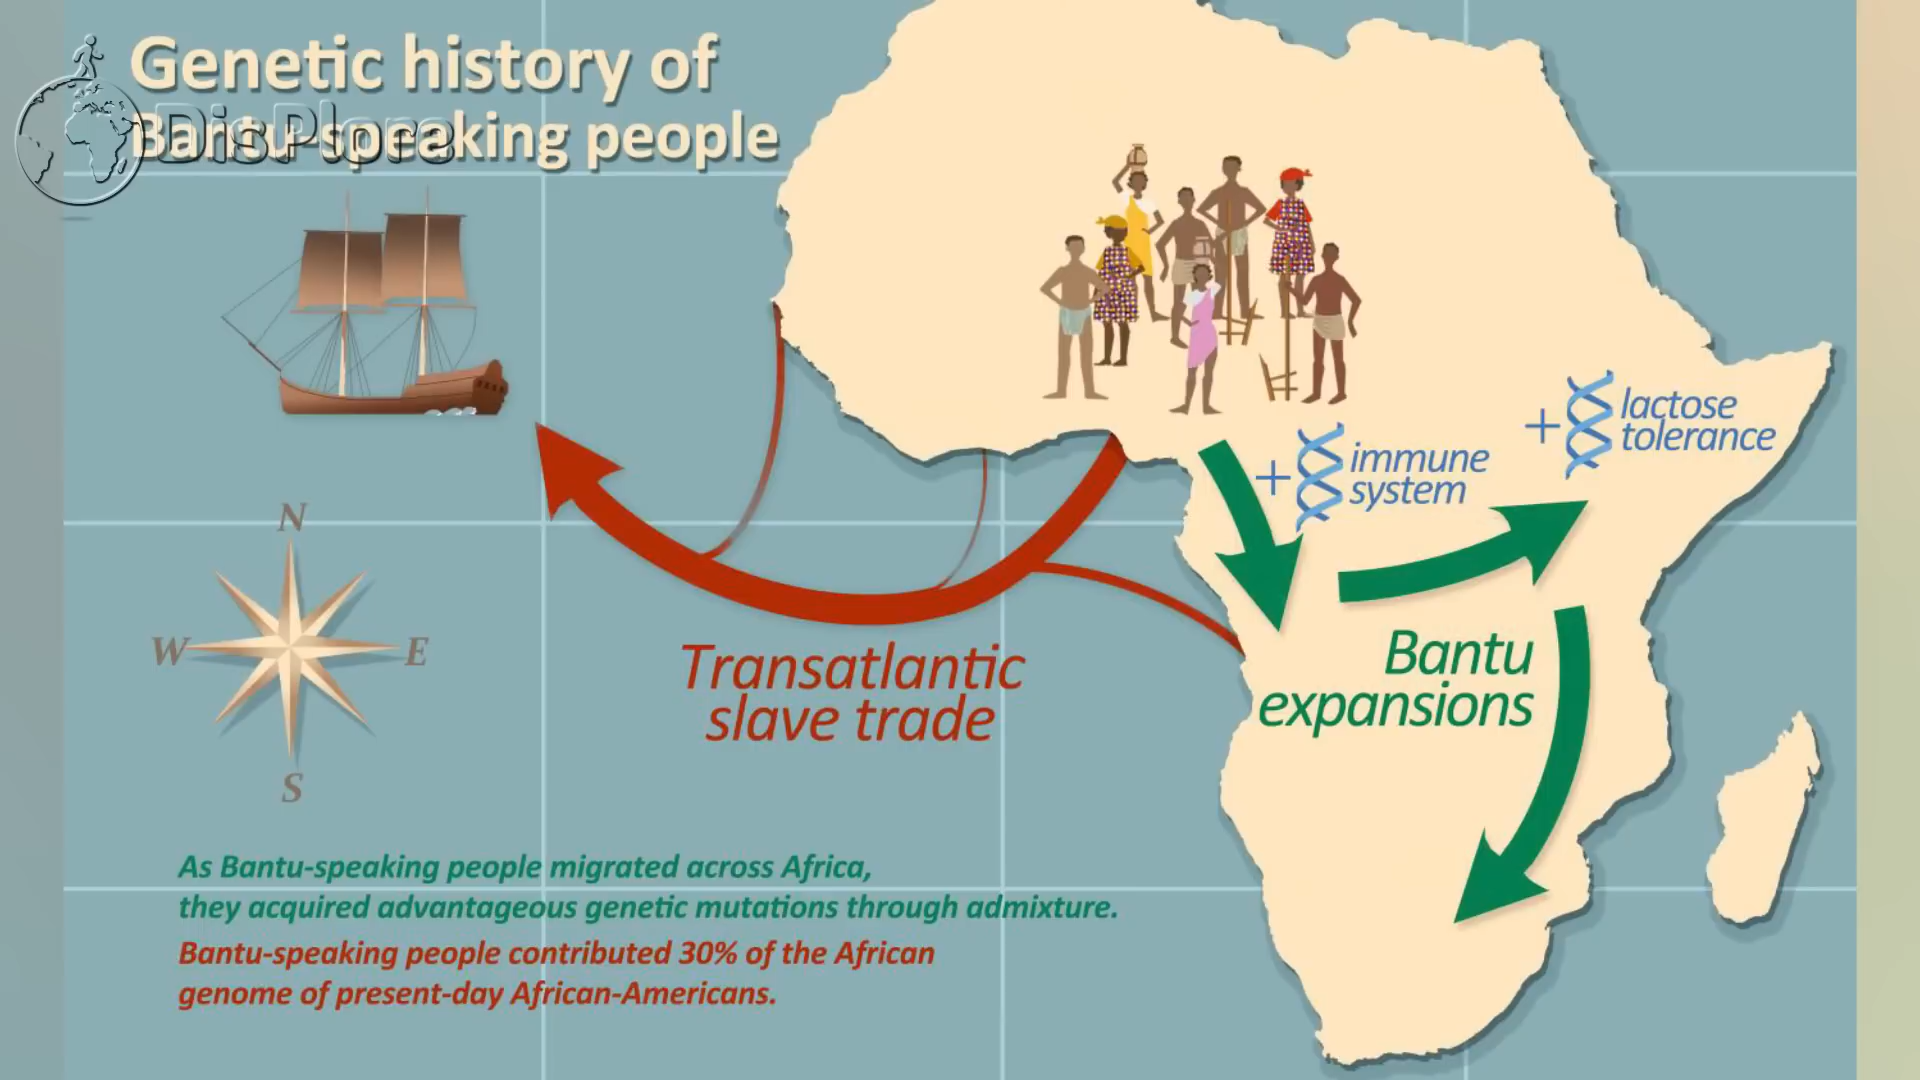 Genetic history of
Bantu-speaking people
DisPlora
+ immune
system
+ lactose
tolerance
N
W
E
S
Transatlantic
slave trade
Bantu
expansions
As Bantu-speaking people migrated across Africa,
they acquired advantageous genetic mutations through admixture.
Bantu-speaking people contributed 30% of the African
genome of present-day African-Americans.